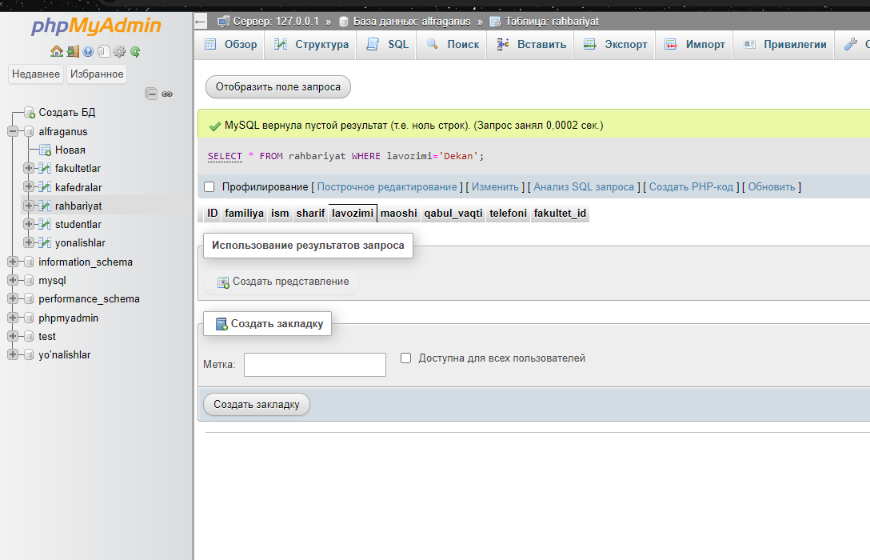 phpMyAdmin
Недавнее Избранное
Создать БД
alfraganus
Новая
fakultetlar
kafedralar
rahbariyat
studentlar
yonalishlar
information_schema
mysql
performance_schema
phpmyadmin
test
yo'nalishlar
Сервер: 127.0.0.1 » База данных: alfraganus » Таблица: rahbariyat
Обзор Структура SQL Поиск Вставить Экспорт Импорт Привилегии
Отобразить поле запроса
MySQL вернула пустой результат (т.е. ноль строк). (Запрос занял 0,0002 сек.)
SELECT * FROM rahbariyat WHERE lavozimi='Dekan';
Профилирование [ Построчное редактирование ] [ Изменить ] [ Анализ SQL запроса ] [ Создать PHP-код ] [ Обновить ]
ID familiya ism sharif lavozimi maoshi qabul_vaqti telefoni fakultet_id
Использование результатов запроса
Создать представление
Создать закладку
Метка: Доступна для всех пользователей
Создать закладку